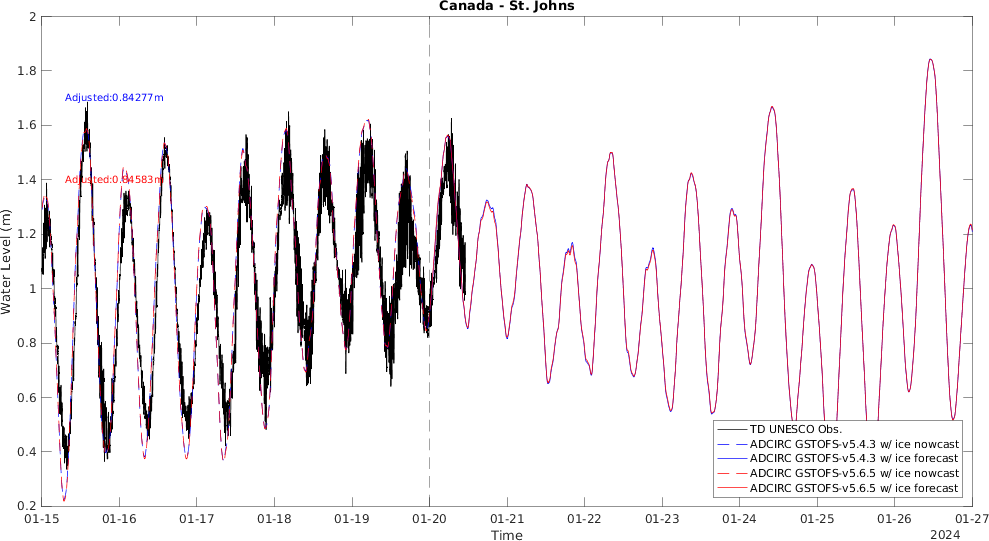 Canada - St. Johns
2
1.8
1.6
1.4
1.2
1
0.8
0.6
0.4
0.2
Water Level (m)
Adjusted:0.84277m
Adjusted:0.84583m
TD UNESCO Obs.
ADCIRC GSTOFS-v5.4.3 w/ ice nowcast
ADCIRC GSTOFS-v5.4.3 w/ ice forecast
ADCIRC GSTOFS-v5.6.5 w/ ice nowcast
ADCIRC GSTOFS-v5.6.5 w/ ice forecast
01-15 01-16 01-17 01-18 01-19 01-20 01-21 01-22 01-23 01-24 01-25 01-26 01-27
Time
2024